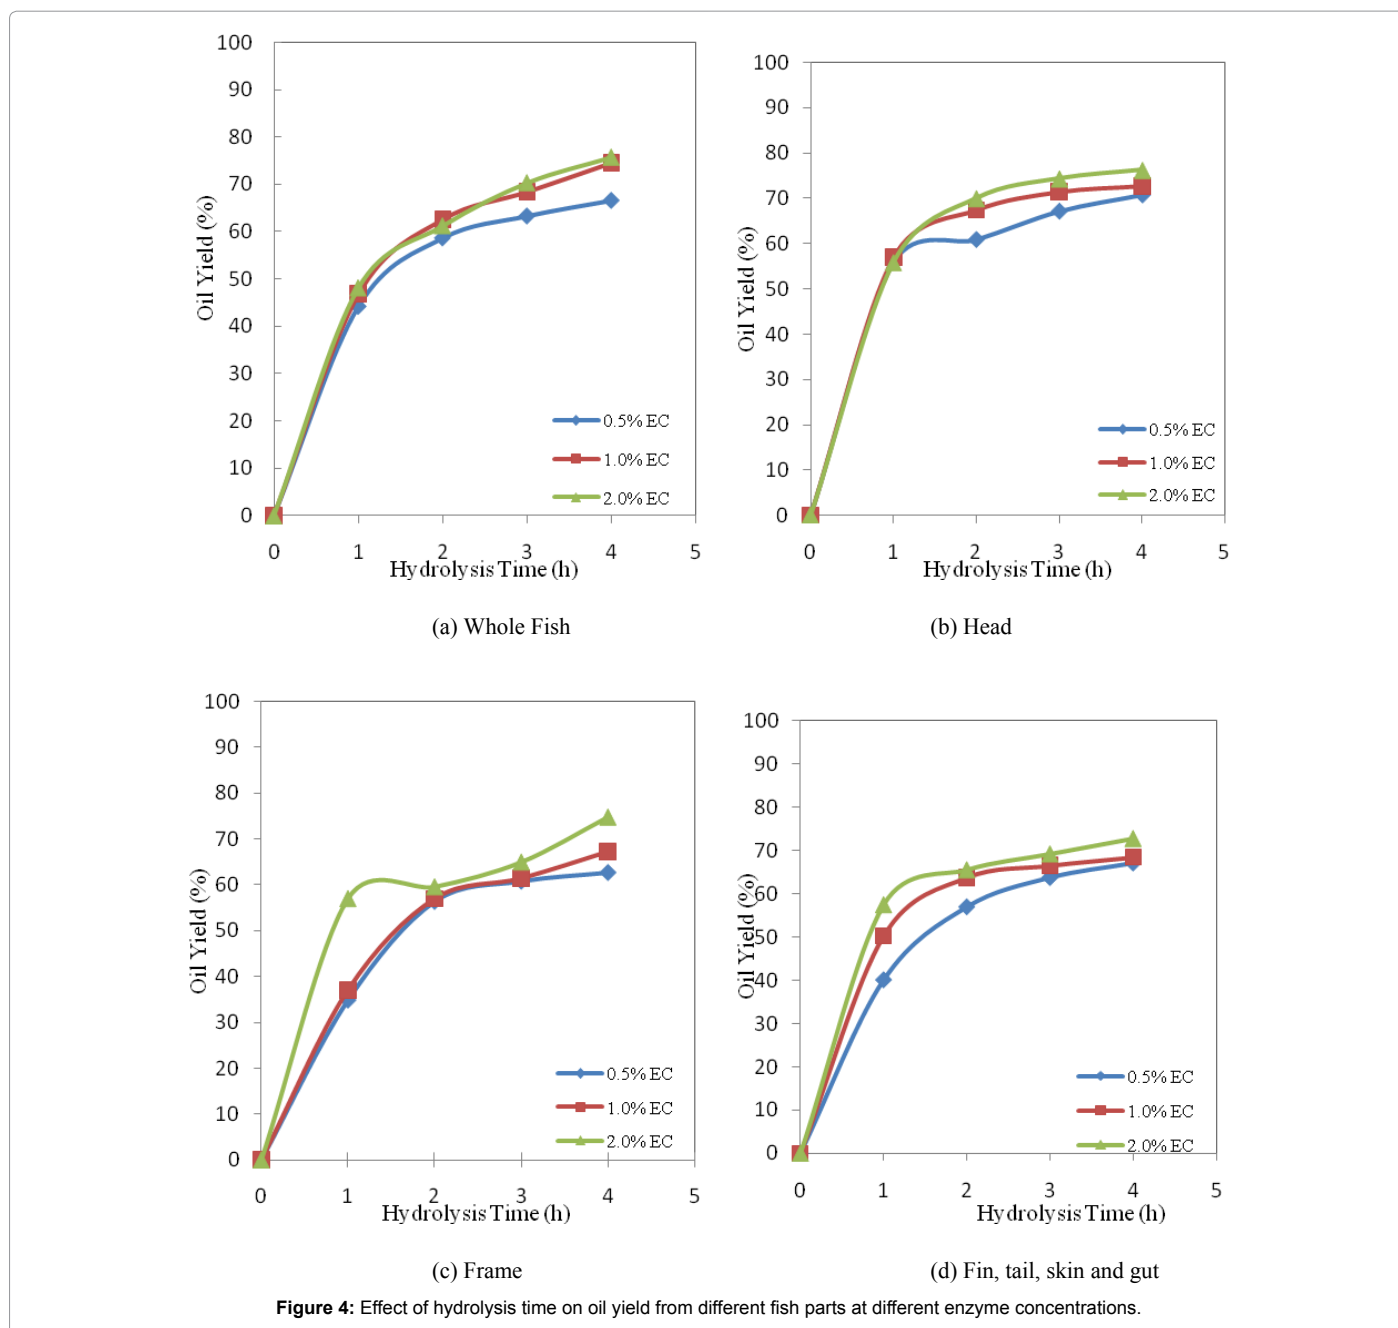 100
90
80
70
60
50
40
30
20
10
0
Oil Yield (%)
0.5% EC
1.0% EC
2.0% EC
0 1 2 3 4 5
Hydrolysis Time (h)
(a) Whole Fish
100
90
80
70
60
50
40
30
20
10
0
Oil Yield (%)
0.5% EC
1.0% EC
2.0% EC
0 1 2 3 4 5
Hydrolysis Time (h)
(b) Head
100
90
80
70
60
50
40
30
20
10
0
Oil Yield (%)
0.5% EC
1.0% EC
2.0% EC
0 1 2 3 4 5
Hydrolysis Time (h)
(c) Frame
100
90
80
70
60
50
40
30
20
10
0
Oil Yield (%)
0.5% EC
1.0% EC
2.0% EC
0 1 2 3 4 5
Hydrolysis Time (h)
(d) Fin, tail, skin and gut
Figure 4: Effect of hydrolysis time on oil yield from different fish parts at different enzyme concentrations.